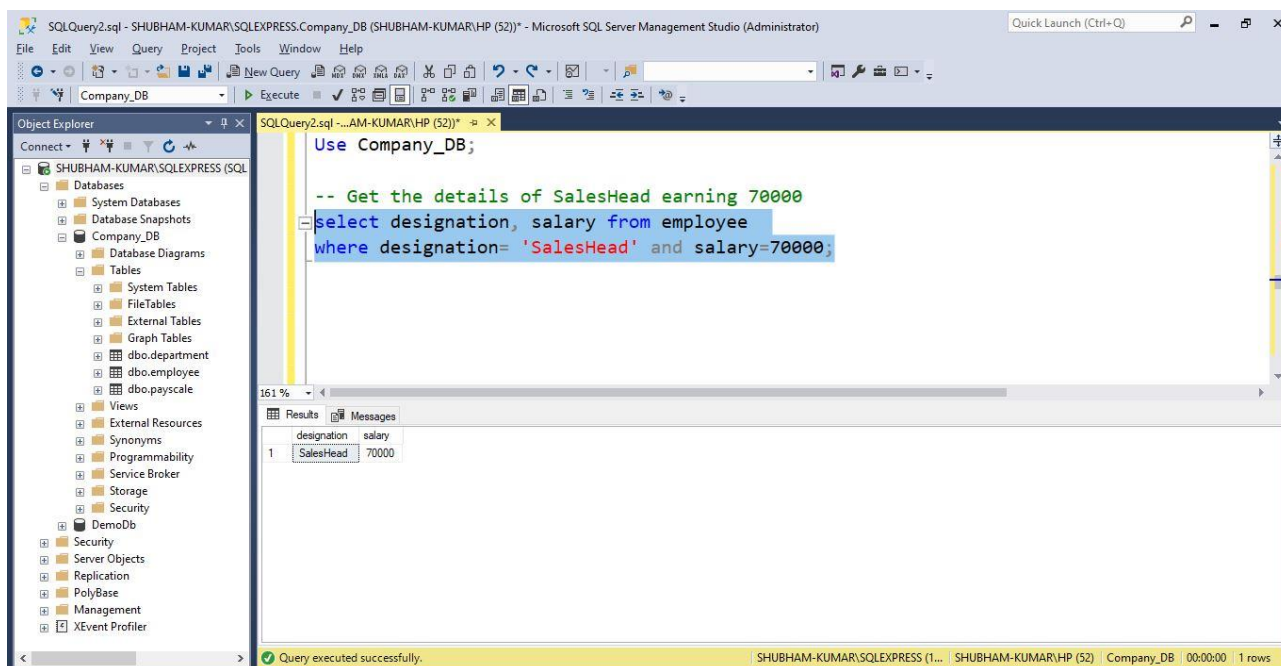 SQLQuery2.sql - SHUBHAM-KUMAR\SQLEXPRESS.Company_DB (SHUBHAM-KUMAR\HP (52))* - Microsoft SQL Server Management Studio (Administrator)
Quick Launch (Ctrl+Q)
File Edit View Query Project Tools Window Help
New Query
Company_DB
Execute
Object Explorer
Connect
SHUBHAM-KUMAR\SQLEXPRESS (SQL
Databases
System Databases
Database Snapshots
Company_DB
Database Diagrams
Tables
System Tables
FileTables
External Tables
Graph Tables
dbo.department
dbo.employee
dbo.payscale
Views
External Resources
Synonyms
Programmability
Service Broker
Storage
Security
DemoDb
Security
Server Objects
Replication
PolyBase
Management
XEvent Profiler
SQLQuery2.sql -...AM-KUMAR\HP (52))*
Use Company_DB;
-- Get the details of SalesHead earning 70000
select designation, salary from employee
where designation= 'SalesHead' and salary=70000;
161 %
Results Messages
designation salary
1 SalesHead 70000
Query executed successfully.
SHUBHAM-KUMAR\SQLEXPRESS (1... SHUBHAM-KUMAR\HP (52) Company_DB 00:00:00 1 rows